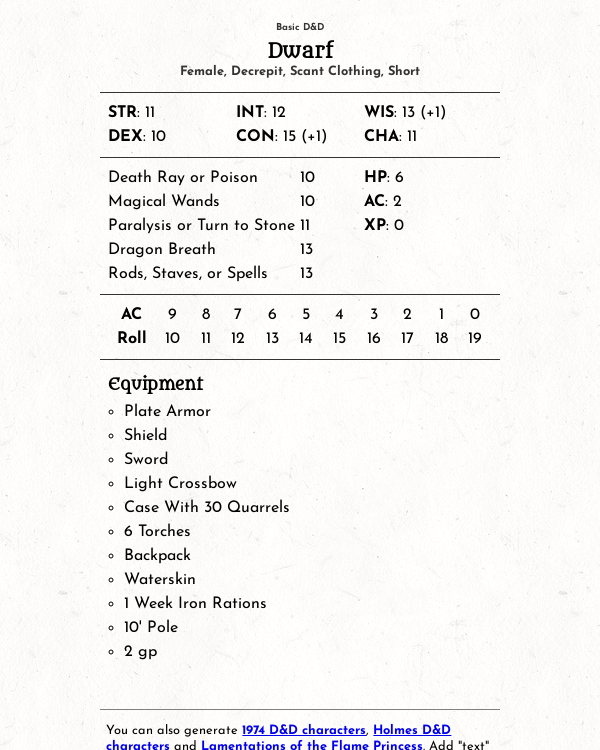 Basic D&D
Dwarf
Female, Decrepit, Scant Clothing, Short
STR: 11 INT: 12 WIS: 13 (+1)
DEX: 10 CON: 15 (+1) CHA: 11
Death Ray or Poison 10 HP: 6
Magical Wands 10 AC: 2
Paralysis or Turn to Stone 11 XP: 0
Dragon Breath 13
Rods, Staves, or Spells 13
AC 9 8 7 6 5 4 3 2 1 0
Roll 10 11 12 13 14 15 16 17 18 19
Equipment
Plate Armor
Shield
Sword
Light Crossbow
Case With 30 Quarrels
6 Torches
Backpack
Waterskin
1 Week Iron Rations
10' Pole
2 gp
You can also generate 1974 D&D characters, Holmes D&D
characters and Lamentations of the Flame Princess. Add "text"